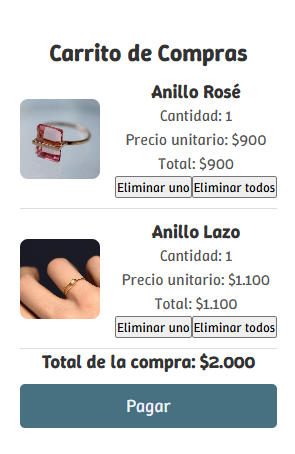 Carrito de Compras
Anillo Rosé
Cantidad: 1
Precio unitario: $900
Total: $900
Eliminar uno Eliminar todos
Anillo Lazo
Cantidad: 1
Precio unitario: $1.100
Total: $1.100
Eliminar uno Eliminar todos
Total de la compra: $2.000
Pagar